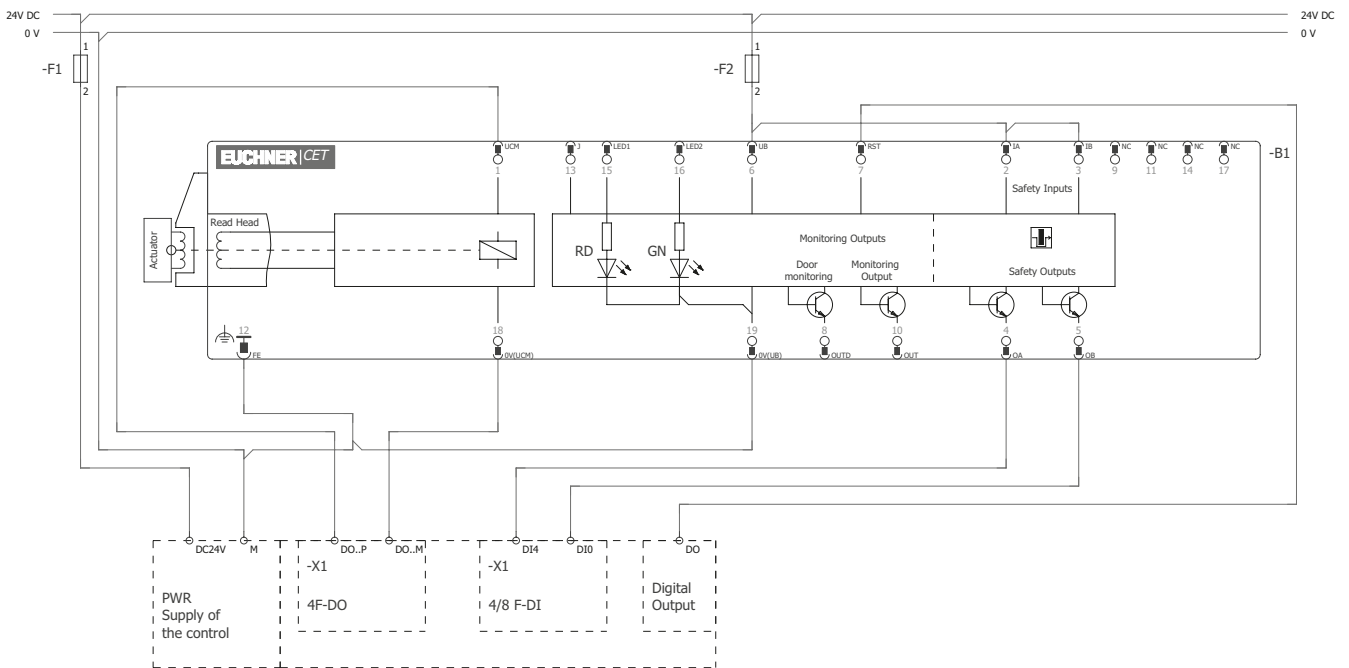 24V DC
24V DC
0 V
0 V
1
1
-F1
-F2
2
2
EUCHNER CET
UCM
J
LED1
LED2
UB
RST
IA
IB
NC
NC
NC
NC
-B1
1
13
15
16
6
7
2
3
9
11
14
17
Safety Inputs
Read Head
Actuator
RD
GN
Monitoring Outputs
Door
monitoring
Monitoring
Output
Safety Outputs
12
18
19
8
10
4
5
FE
0V(UCM)
0V(UB)
OUTD
OUT
OA
OB
DC24V
M
DO..P
DO..M
DI4
DI0
DO
-X1
-X1
PWR
Supply of
the control
4F-DO
4/8 F-DI
Digital
Output